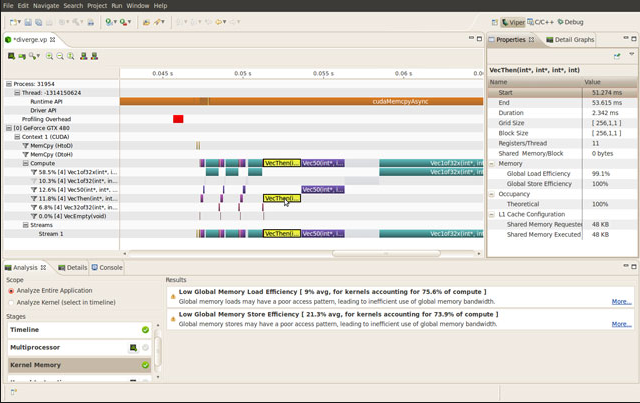 File Edit Navigate Search Project Run Window Help
Viper C/C++ Debug
*diverge.vp
0.045 s 0.05 s 0.055 s 0.06 s 0.0
Process: 31954
Thread: -1314150624
Runtime API
cudaMemcpyAsync
Driver API
Profiling Overhead
[0] GeForce GTX 480
Context 1 (CUDA)
MemCpy (HtoD)
MemCpy (DtoH)
Compute
VecThen(i... Vec50(int*, i... Vec1of32x(int*...
58.5% [4] Vec1of32x(int*, i...
Vec1of32x(int*...
10.3% [4] Vec1of32(int*, i...
12.6% [4] Vec50(int*, int*...
Vec50(int*, i...
11.8% [4] VecThen(int*, in...
VecThen(i...
6.8% [4] Vec32of32(int*...
0.0% [4] VecEmpty(void)
Streams
Stream 1
VecThen(i... Vec50(int*, i... Vec1of32x(int*...
Properties Detail Graphs
VecThen(int*, int*, int*, int)
Name Value
Start 51.274 ms
End 53.615 ms
Duration 2.342 ms
Grid Size [ 256,1,1 ]
Block Size [ 256,1,1 ]
Registers/Thread 11
Shared Memory/Block 0 bytes
Memory
Global Load Efficiency 99.1%
Global Store Efficiency 100%
Occupancy
Theoretical 100%
L1 Cache Configuration
Shared Memory Requested 48 KB
Shared Memory Executed 48 KB
Analysis Details Console
Scope
Analyze Entire Application
Analyze Kernel (select in timeline)
Stages
Timeline
Multiprocessor
Kernel Memory
Results
Low Global Memory Load Efficiency [ 9% avg, for kernels accounting for 75.6% of compute ]
Global memory loads may have a poor access pattern, leading to inefficient use of global memory bandwidth.
More...
Low Global Memory Store Efficiency [ 21.3% avg, for kernels accounting for 73.9% of compute ]
Global memory stores may have a poor access pattern, leading to inefficient use of global memory bandwidth.
More...